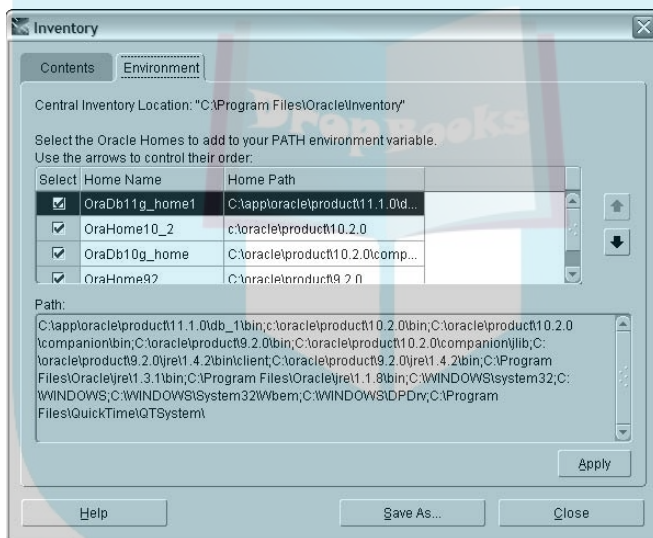 Inventory
Contents Environment
Central Inventory Location: "C:\Program Files\Oracle\Inventory"
Select the Oracle Homes to add to your PATH environment variable.
Use the arrows to control their order:
Select Home Name Home Path
OraDb11g_home1 C:\app\oracle\product\11.1.0\d...
OraHome10_2 c:\oracle\product\10.2.0
OraDb10g_home C:\oracle\product\10.2.0\comp...
OraHome92 C:\oracle\product\9.2.0
DropBooks
Path:
C:\app\oracle\product\11.1.0\db_1\bin;c:\oracle\product\10.2.0\bin;C:\oracle\product\10.2.0
\companion\bin;C:\oracle\product\9.2.0\bin;C:\oracle\product\10.2.0\companion\jlib;C:
\oracle\product\9.2.0\jre\1.4.2\bin\client;C:\oracle\product\9.2.0\jre\1.4.2\bin;C:\Program
Files\Oracle\jre\1.3.1\bin;C:\Program Files\Oracle\jre\1.1.8\bin;C:\WINDOWS\system32;C:
\WINDOWS;C:\WINDOWS\System32\Wbem;C:\WINDOWS\DPDrv;C:\Program
Files\QuickTime\QTSystem\
Apply
Help Save As... Close